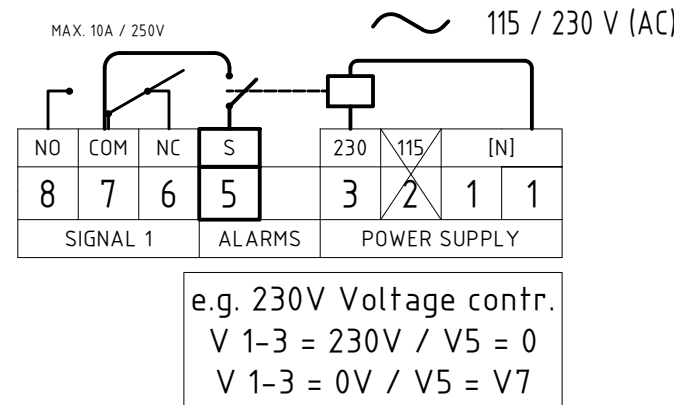 MAX. 10A / 250V
115 / 230 V (AC)
NO COM NC S 230 115 [N]
8 7 6 5 3 2 1 1
SIGNAL 1 ALARMS POWER SUPPLY
e.g. 230V Voltage contr.
V 1-3 = 230V / V5 = 0
V 1-3 = 0V / V5 = V7